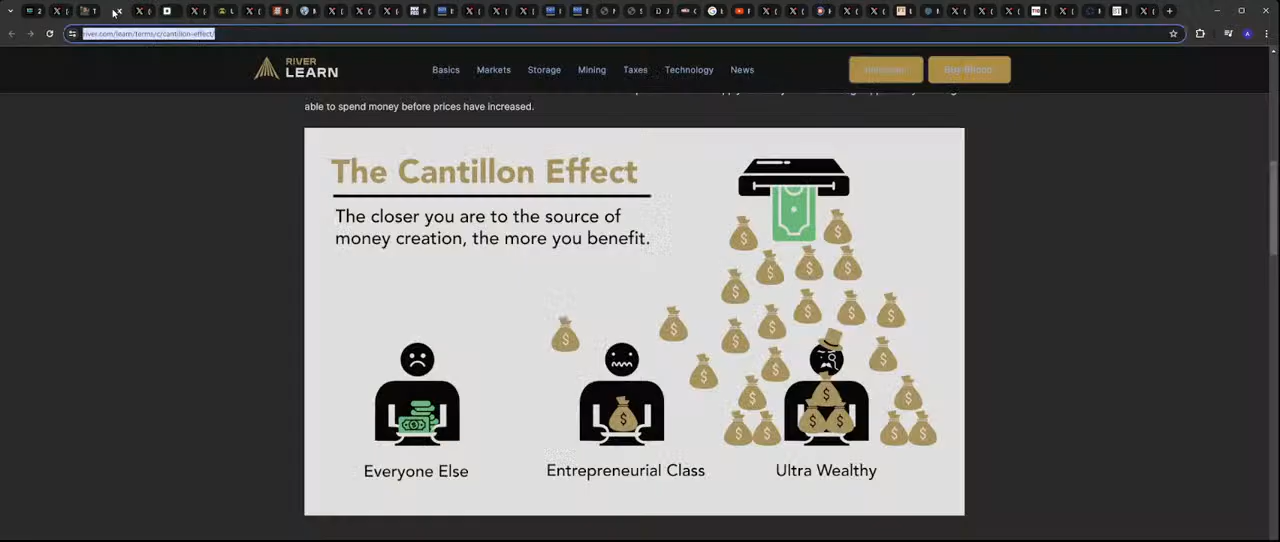 river.com/learn/terms/c/cantillon-effect/
RIVER
LEARN
Basics Markets Storage Mining Taxes Technology News
Buy Bitcoin
able to spend money before prices have increased.
The Cantillon Effect
The closer you are to the source of
money creation, the more you benefit.
Everyone Else Entrepreneurial Class Ultra Wealthy